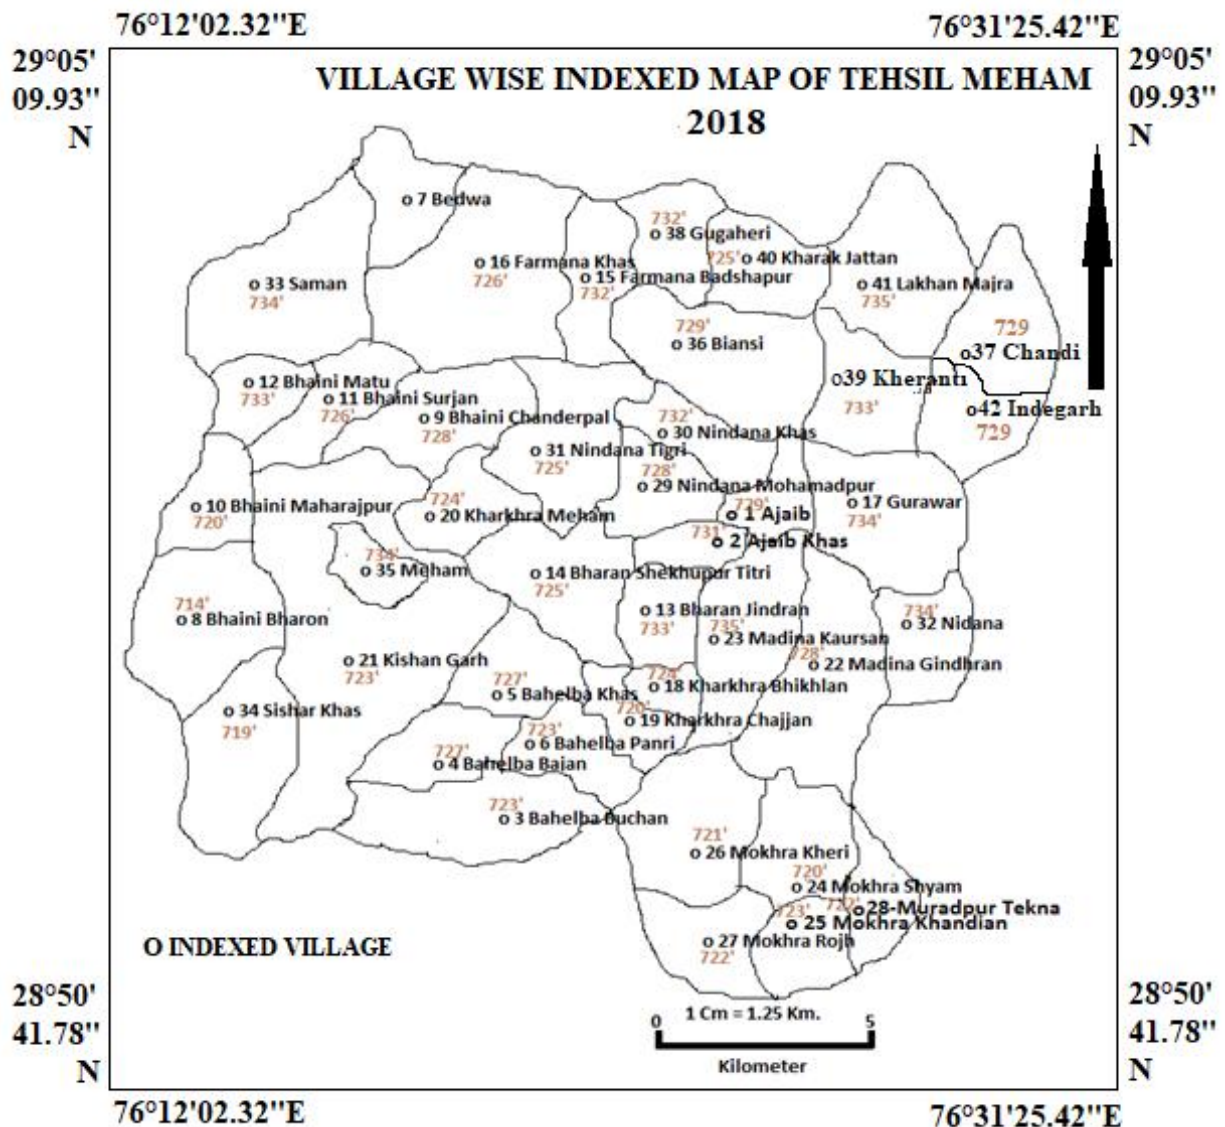 76°12'02.32"E
76°31'25.42"E
29°05'
09.93"
N
29°05'
09.93"
N
VILLAGE WISE INDEXED MAP OF TEHSIL MEHAM
2018
o 7 Bedwa
732'
o 38 Gugaheri
725' o 40 Kharak Jattan
o 16 Farmana Khas
726'
o 15 Farmana Badshapur
732'
o 33 Saman
734'
o 41 Lakhan Majra
735'
729'
o 36 Biansi
729
o37 Chandi
o39 Kheranti
733'
o42 Indegarh
729
o 12 Bhaini Matu
733'
o 11 Bhaini Surjan
726'
o 9 Bhaini Chanderpal
728'
732'
o 30 Nindana Khas
o 31 Nindana Tigri
725'
728'
o 29 Nindana Mohamadpur
729'
o 1 Ajaib
o 17 Gurawar
734'
o 10 Bhaini Maharajpur
720'
724'
o 20 Kharkhra Meham
731'
o 2 Ajaib Khas
734'
o 35 Meham
o 14 Bharan Shekhupur Titri
725'
714'
o 8 Bhaini Bharon
o 13 Bharan Jindran
733'
735'
o 23 Madina Kaursan
734'
o 32 Nidana
728'
o 22 Madina Gindhran
o 21 Kishan Garh
723'
727'
o 5 Bahelba Khas
724'
o 18 Kharkhra Bhikhlan
720'
o 19 Kharkhra Chajjan
o 34 Sishar Khas
719'
723'
o 6 Bahelba Panri
727'
o 4 Bahelba Bajan
723'
o 3 Bahelba Buchan
721'
o 26 Mokhra Kheri
720'
o 24 Mokhra Shyam
722'
o 28-Muradpur Tekna
723'
o 25 Mokhra Khandian
o 27 Mokhra Rojh
722'
O INDEXED VILLAGE
28°50'
41.78"
N
28°50'
41.78"
N
1 Cm = 1.25 Km.
0 5
Kilometer
76°12'02.32"E
76°31'25.42"E